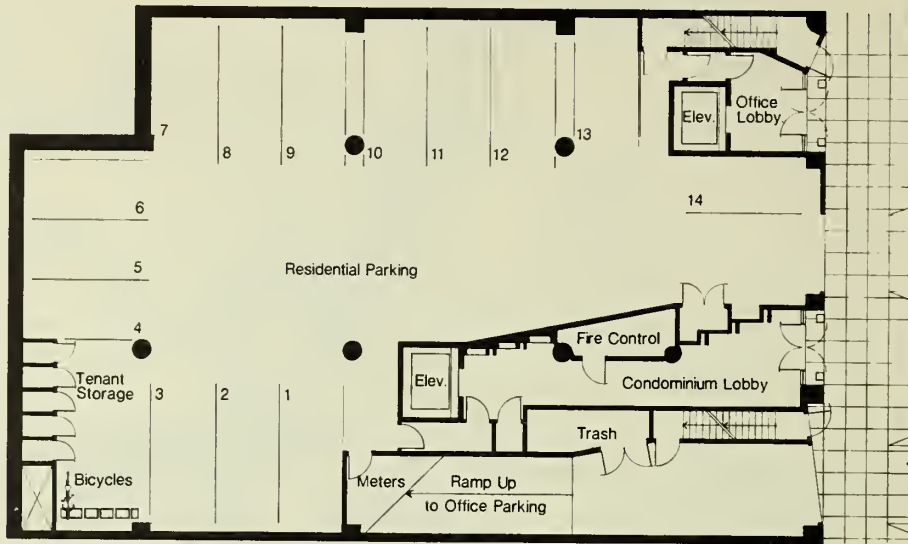 7
8
9
10
11
12
13
Elev.
Office
Lobby
14
6
5
4
Residential Parking
Fire Control
Condominium Lobby
Elev.
Tenant
Storage
3
2
1
Trash
Bicycles
Meters
Ramp Up
to Office Parking